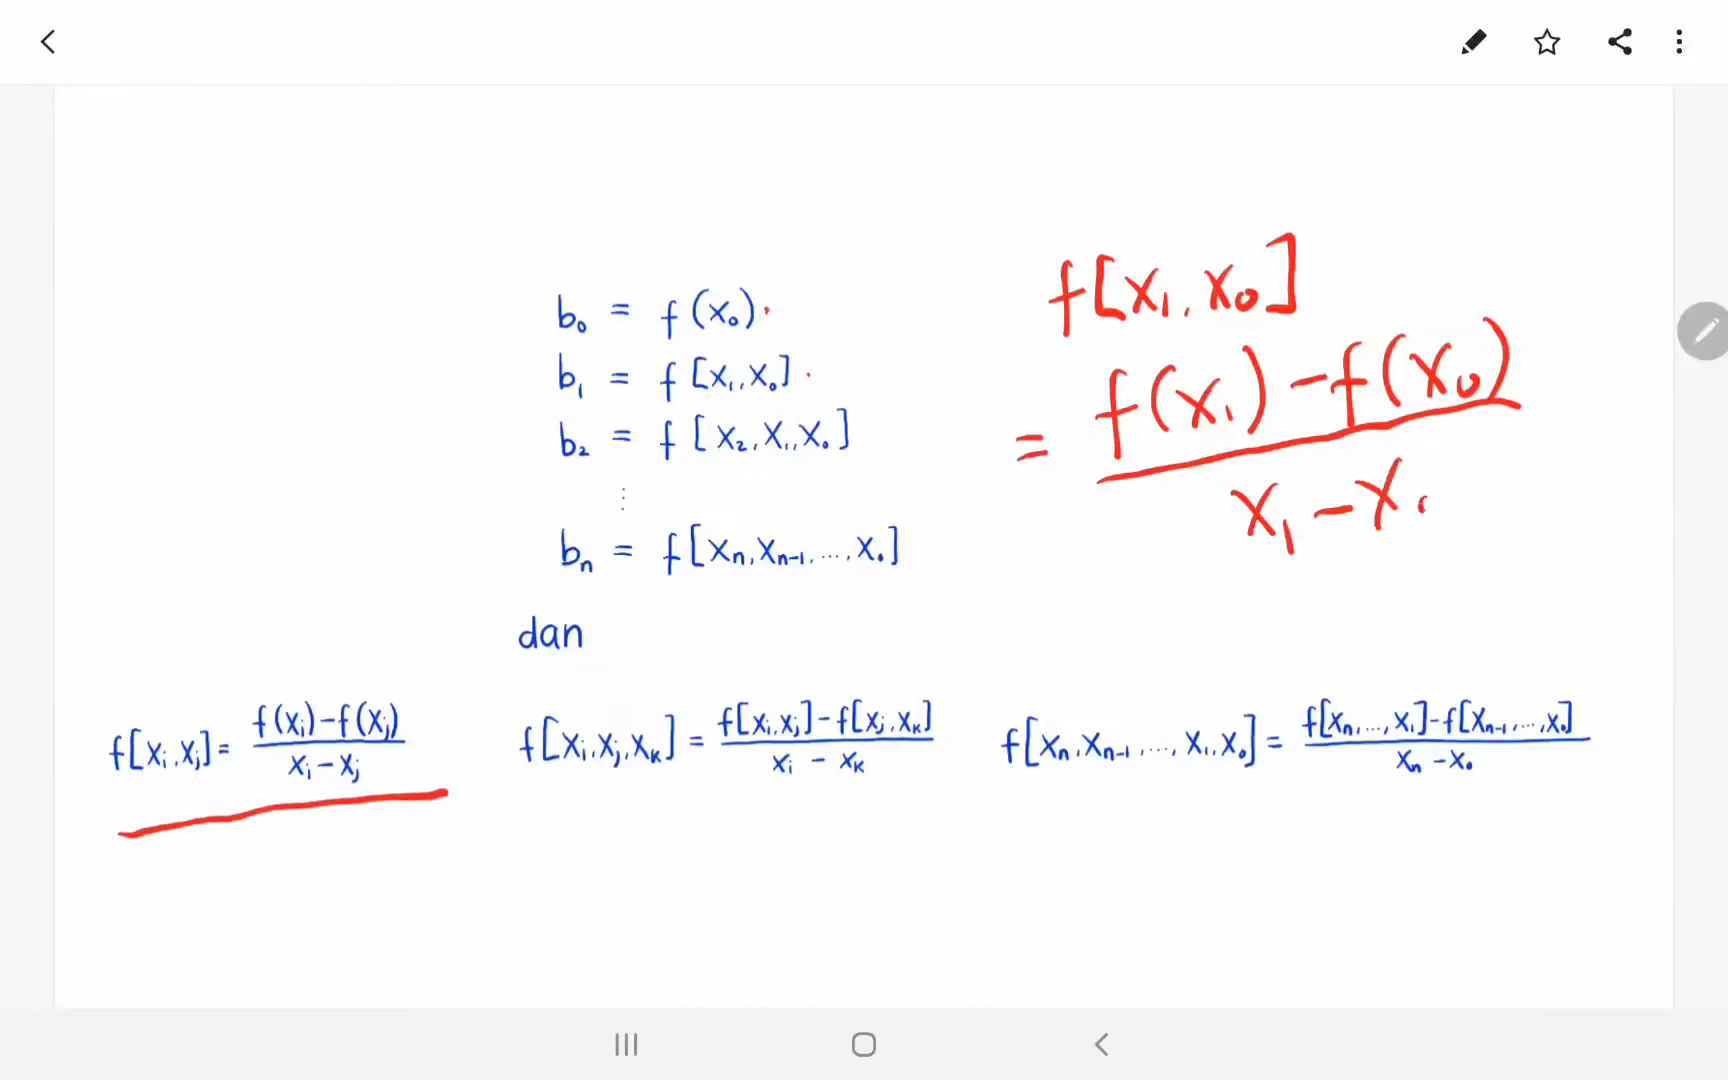 b₀ = f(x₀)
b₁ = f[x₁,x₀]
b₂ = f[x₂,x₁,x₀]
⋮
bₙ = f[xₙ,xₙ₋₁,...,x₀]
f[x₁,x₀]
= (f(x₁)-f(x₀))/(x₁-x
dan
f[xᵢ,xⱼ] = (f(xᵢ)-f(xⱼ))/(xᵢ-xⱼ)
f[xᵢ,xⱼ,xₖ] = (f[xᵢ,xⱼ]-f[xⱼ,xₖ])/(xᵢ-xₖ)
f[xₙ,xₙ₋₁,...,x₁,x₀] = (f[xₙ,...,x₁]-f[xₙ₋₁,...,x₀])/(xₙ-x₀)